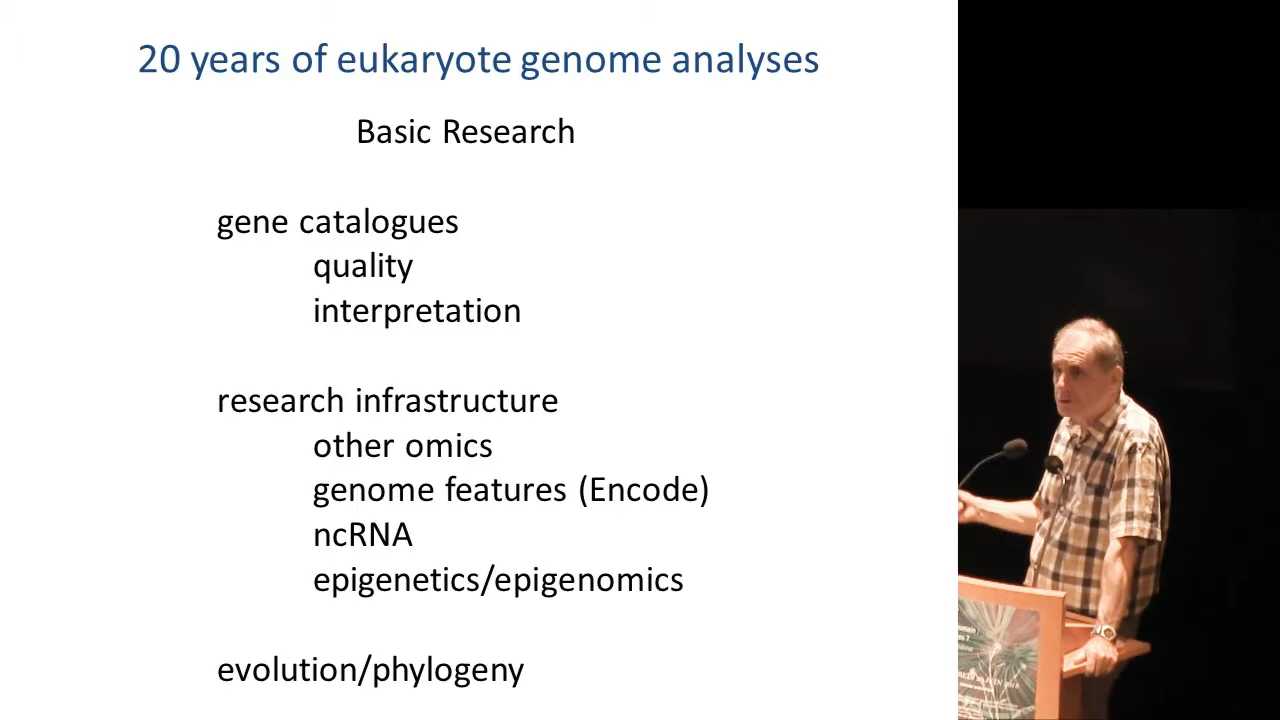 20 years of eukaryote genome analyses
Basic Research
gene catalogues
quality
interpretation
research infrastructure
other omics
genome features (Encode)
ncRNA
epigenetics/epigenomics
evolution/phylogeny